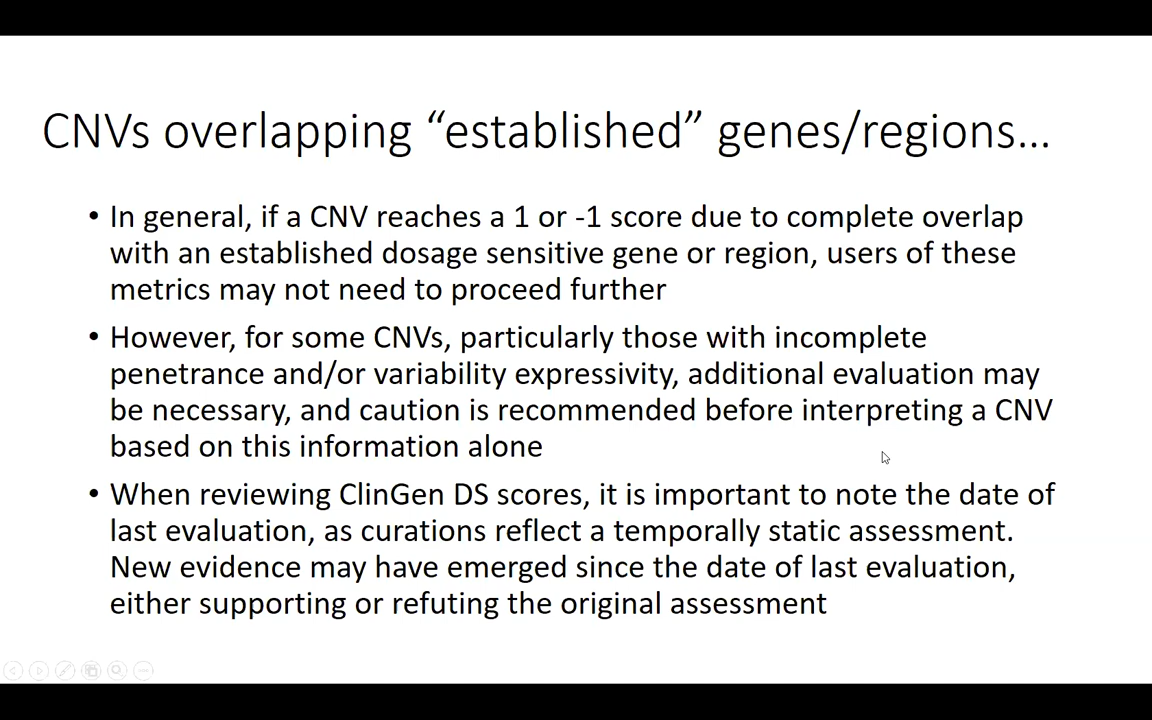 CNVs overlapping “established” genes/regions...
• In general, if a CNV reaches a 1 or -1 score due to complete overlap
with an established dosage sensitive gene or region, users of these
metrics may not need to proceed further
• However, for some CNVs, particularly those with incomplete
penetrance and/or variability expressivity, additional evaluation may
be necessary, and caution is recommended before interpreting a CNV
based on this information alone
• When reviewing ClinGen DS scores, it is important to note the date of
last evaluation, as curations reflect a temporally static assessment.
New evidence may have emerged since the date of last evaluation,
either supporting or refuting the original assessment